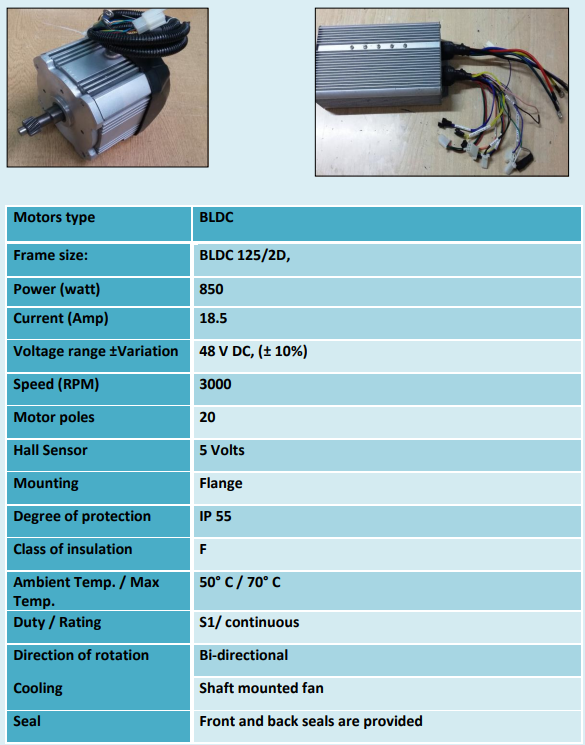 Motors type BLDC
Frame size: BLDC 125/2D,
Power (watt) 850
Current (Amp) 18.5
Voltage range ±Variation 48 V DC, (± 10%)
Speed (RPM) 3000
Motor poles 20
Hall Sensor 5 Volts
Mounting Flange
Degree of protection IP 55
Class of insulation F
Ambient Temp. / Max 50° C / 70° C
Temp.
Duty / Rating S1/ continuous
Direction of rotation Bi-directional
Cooling Shaft mounted fan
Seal Front and back seals are provided